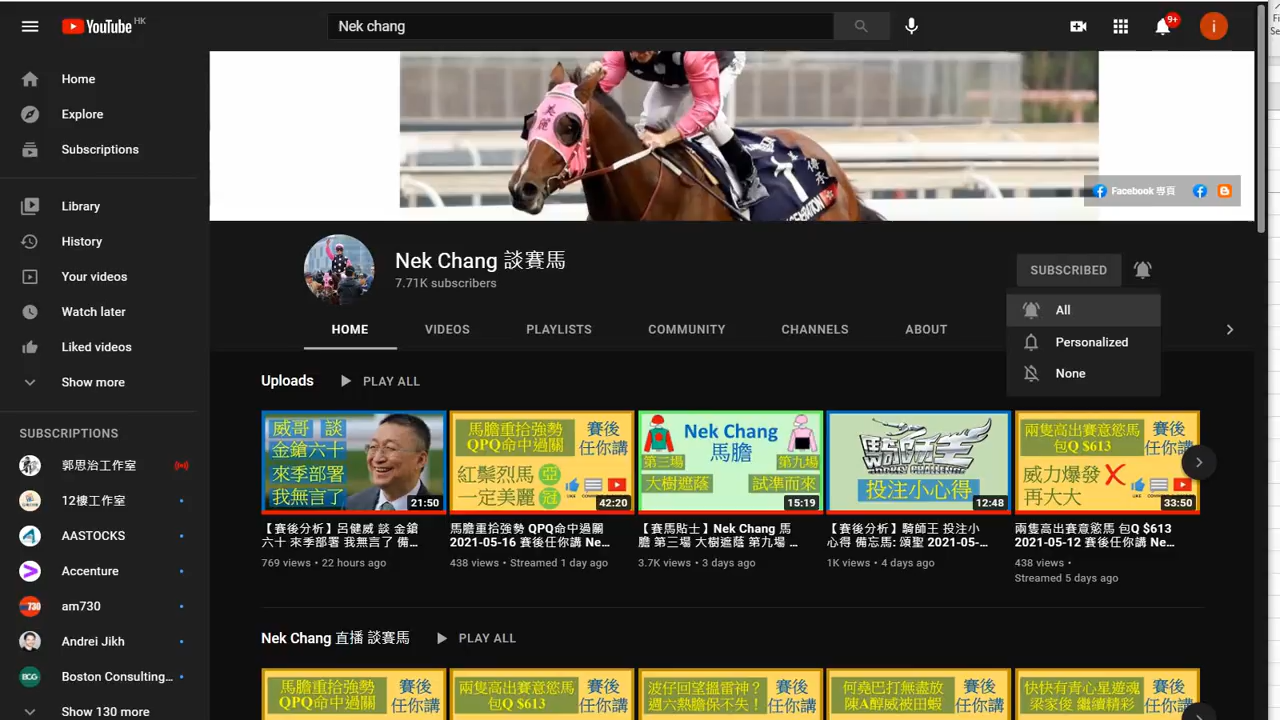 YouTube HK
Nek chang
9+
i
Home
Explore
Subscriptions
Library
History
Your videos
Watch later
Liked videos
Show more
SUBSCRIPTIONS
郭思治工作室
12樓工作室
AASTOCKS
Accenture
am730
Andrei Jikh
BCG
Boston Consulting...
Show 130 more
1
Facebook 專頁
Nek Chang 談賽馬
7.71K subscribers
SUBSCRIBED
All
Personalized
None
HOME
VIDEOS
PLAYLISTS
COMMUNITY
CHANNELS
ABOUT
Uploads
PLAY ALL
威哥 談
金鎗六十
來季部署
我無言了
21:50
【賽後分析】呂健威 談 金鎗
六十 來季部署 我無言了 備...
769 views • 22 hours ago
馬膽重拾強勢
QPQ命中過關
賽後
任你講
紅鬃烈馬 亞
一定美麗 冠
42:20
馬膽重拾強勢 QPQ命中過關
2021-05-16 賽後任你講 Ne...
438 views • Streamed 1 day ago
Nek Chang
馬膽
第三場
第九場
大樹遮蔭
試準而來
15:19
【賽馬貼士】Nek Chang 馬
膽 第三場 大樹遮蔭 第九場 ...
3.7K views • 3 days ago
騎師王
投注小心得
12:48
【賽後分析】騎師王 投注小
心得 備忘馬: 頌聖 2021-05-...
1K views • 4 days ago
兩隻高出賽意慾馬
包Q $613
賽後
任你講
威力爆發
再大大
33:50
兩隻高出賽意慾馬 包Q $613
2021-05-12 賽後任你講 Ne...
438 views •
Streamed 5 days ago
Nek Chang 直播 談賽馬
PLAY ALL
馬膽重拾強勢
QPQ命中過關
賽後
任你講
兩隻高出賽意慾馬
包Q $613
賽後
任你講
波仔回望搵雷神?
週六熱膽保不失!
賽後
任你講
何堯巴打無盡放
陳A醇威被田蝦
賽後
任你講
快快有青心星遊魂
梁家俊 繼續精彩
賽後
任你講